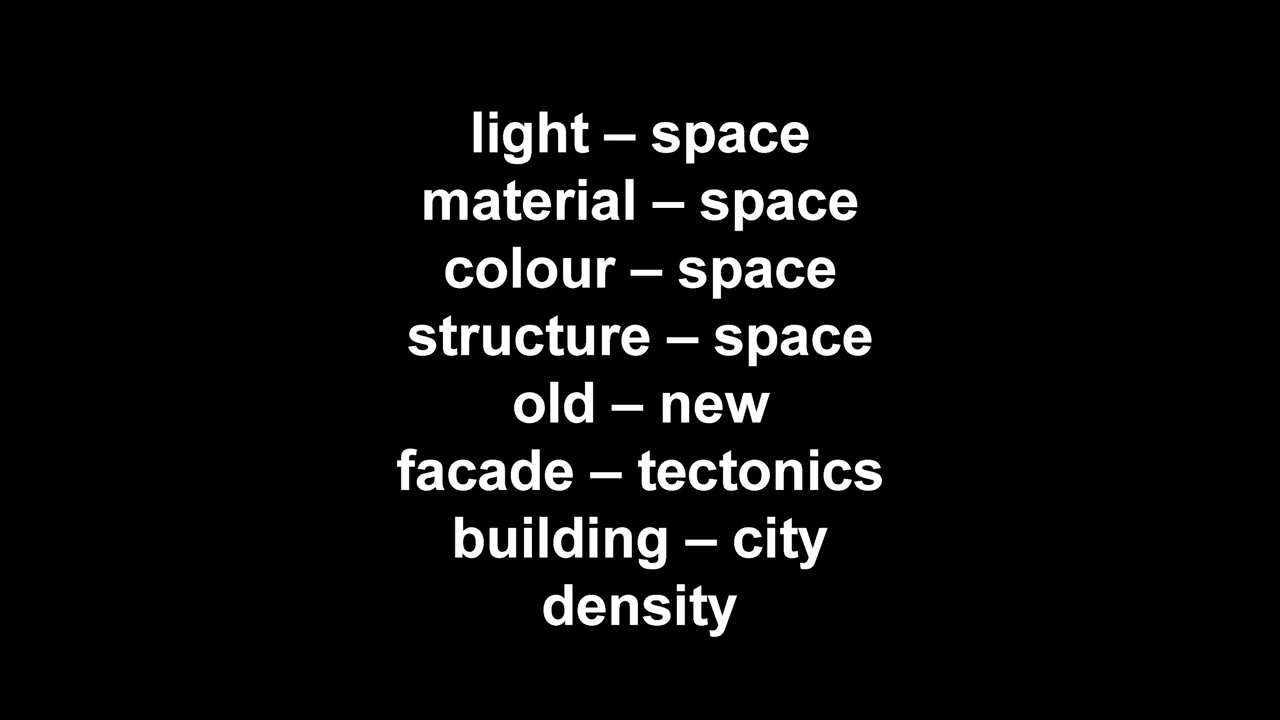 light – space
material – space
colour – space
structure – space
old – new
facade – tectonics
building – city
density